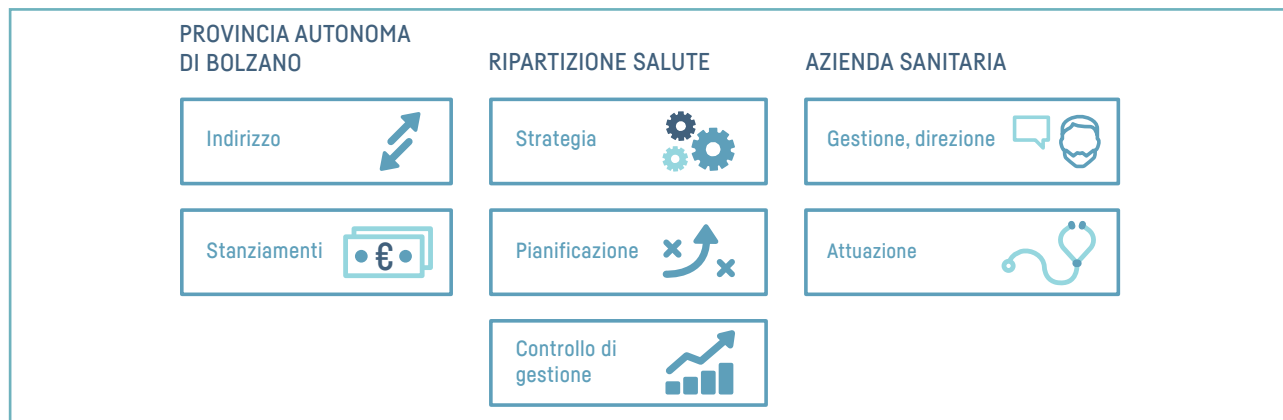 PROVINCIA AUTONOMA
DI BOLZANO
Indirizzo
Stanziamenti
€
RIPARTIZIONE SALUTE
Strategia
Pianificazione
Controllo di
gestione
AZIENDA SANITARIA
Gestione, direzione
Attuazione